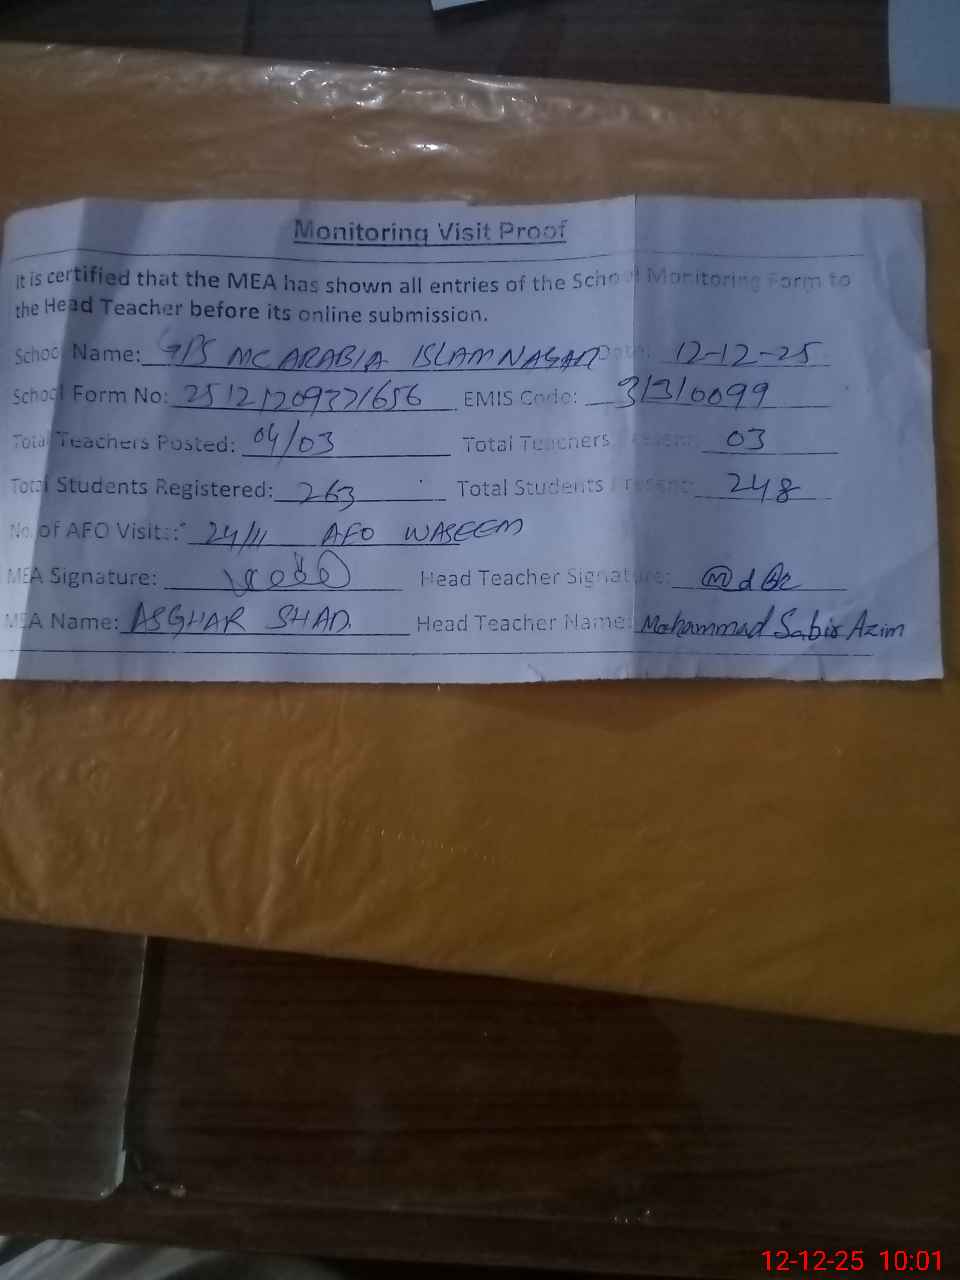 Monitoring Visit Proof
It is certified that the MEA has shown all entries of the School Monitoring Form to
the Head Teacher before its online submission.
School Name: GPS MC ARABIA ISLAM NAGAR Date: 12-12-25
School Form No: EMIS Code: 31310099
Total Teachers Posted: 04/03 Total Teachers Present: 03
Total Students Registered: 263 Total Students Present: 248
No. of AEO Visit: 24/11 AEO WASEEM
MEA Signature: Head Teacher Signature:
MEA Name: ASGHAR SHAD. Head Teacher Name: Mohammad Sabir Azim
12-12-25 10:01